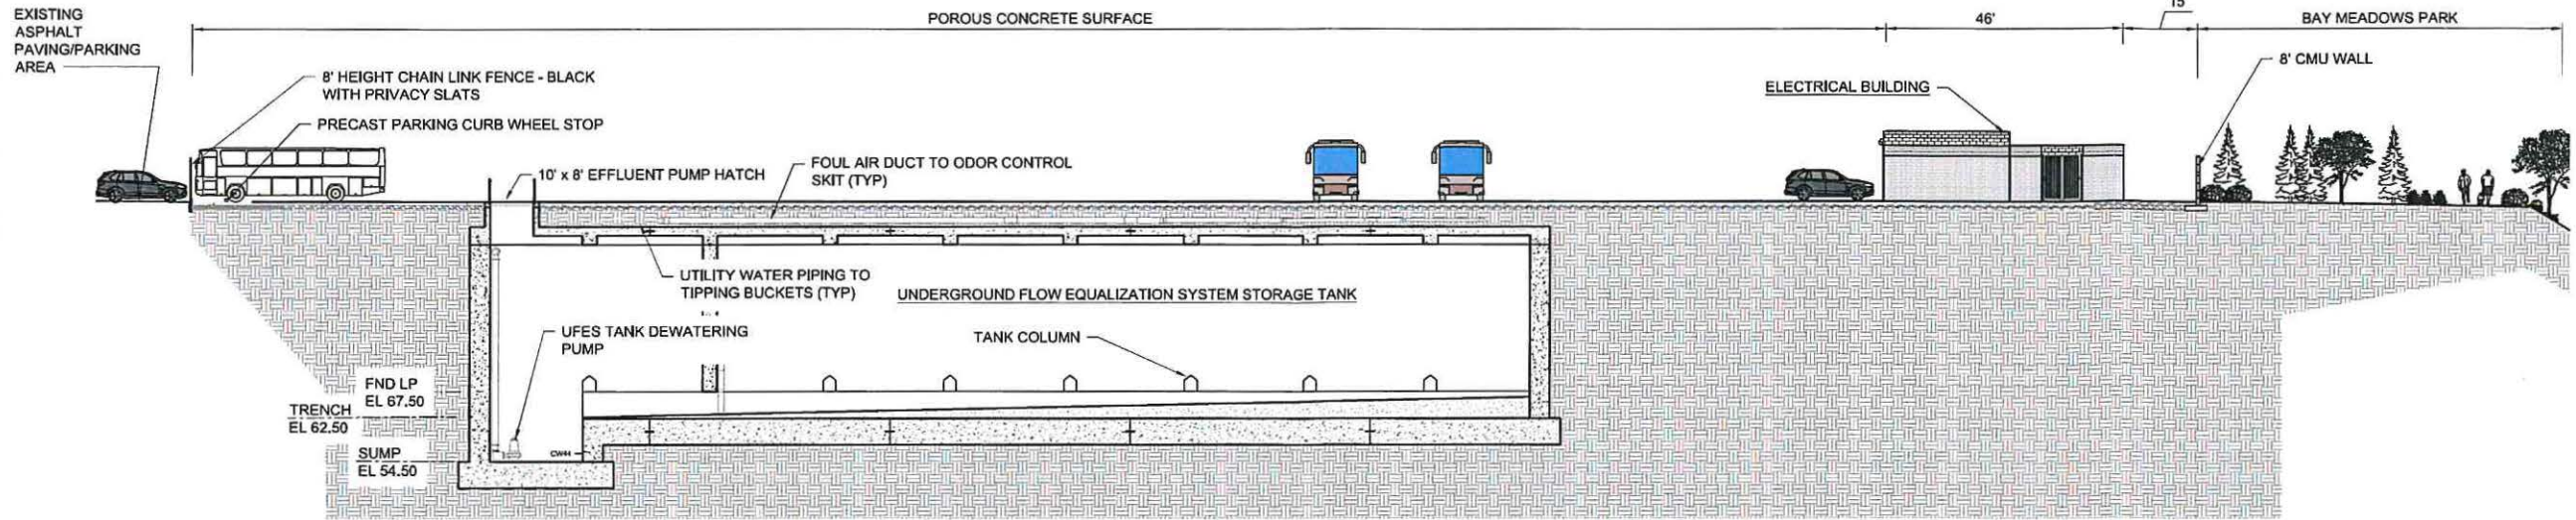 EXISTING
ASPHALT
PAVING/PARKING
AREA
POROUS CONCRETE SURFACE
46'
15'
BAY MEADOWS PARK
8' HEIGHT CHAIN LINK FENCE - BLACK
WITH PRIVACY SLATS
PRECAST PARKING CURB WHEEL STOP
10' x 8' EFFLUENT PUMP HATCH
FOUL AIR DUCT TO ODOR CONTROL
SKIT (TYP)
ELECTRICAL BUILDING
8' CMU WALL
UTILITY WATER PIPING TO
TIPPING BUCKETS (TYP)
UNDERGROUND FLOW EQUALIZATION SYSTEM STORAGE TANK
UFES TANK DEWATERING
PUMP
TANK COLUMN
FND LP
EL 67.50
TRENCH
EL 62.50
SUMP
EL 54.50
CW44